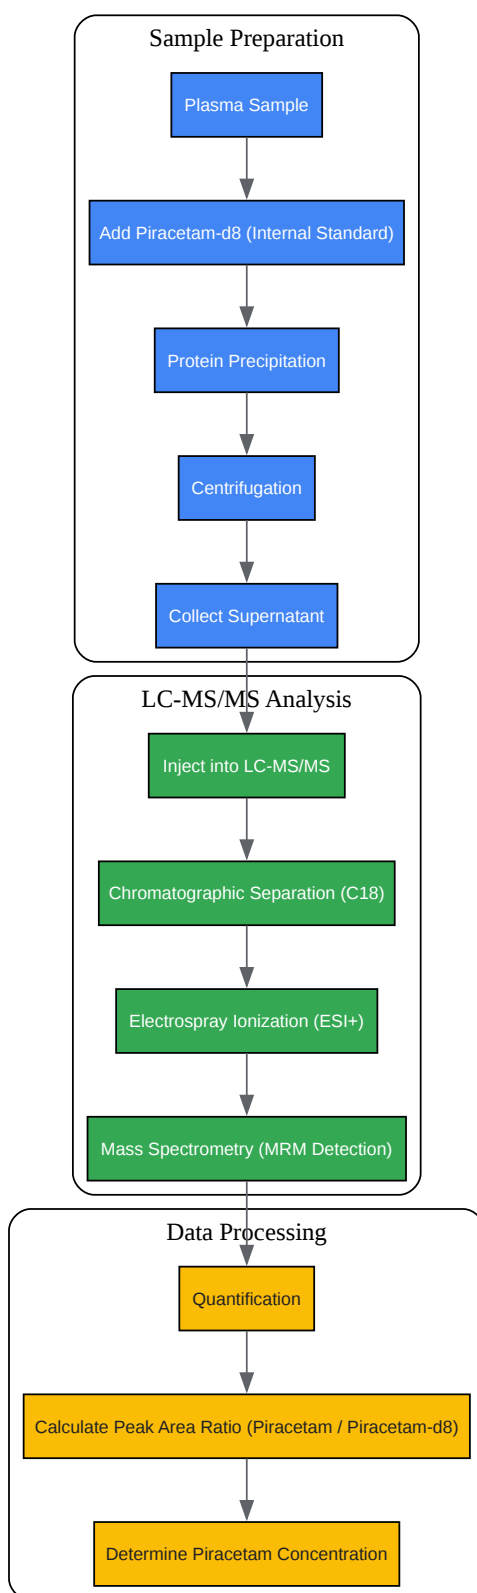 Sample Preparation
Plasma Sample
Add Piracetam-d8 (Internal Standard)
Protein Precipitation
Centrifugation
Collect Supernatant
LC-MS/MS Analysis
Inject into LC-MS/MS
Chromatographic Separation (C18)
Electrospray Ionization (ESI+)
Mass Spectrometry (MRM Detection)
Data Processing
Quantification
Calculate Peak Area Ratio (Piracetam / Piracetam-d8)
Determine Piracetam Concentration